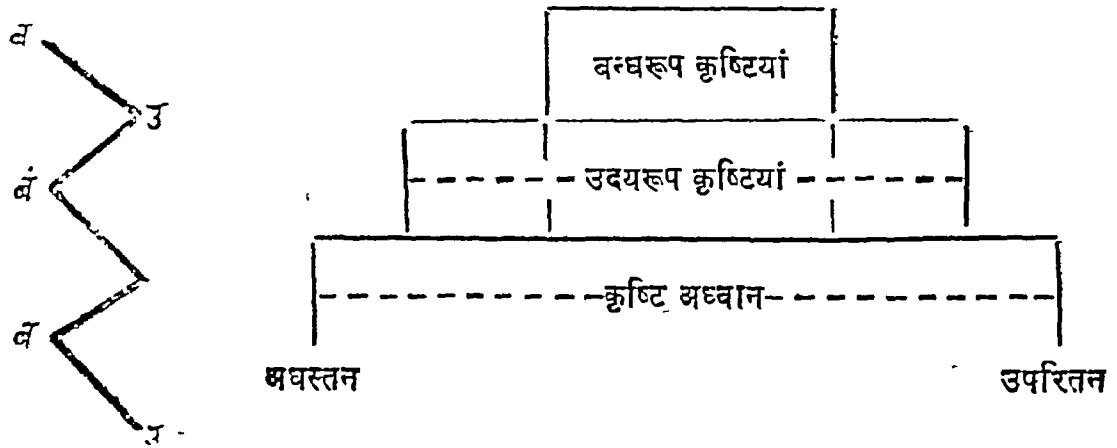 व
उ
बं
व
उ
बन्धरूप कृष्टियां
उदयरूप कृष्टियां
कृष्टि अध्वान
अधस्तन
उपरितन